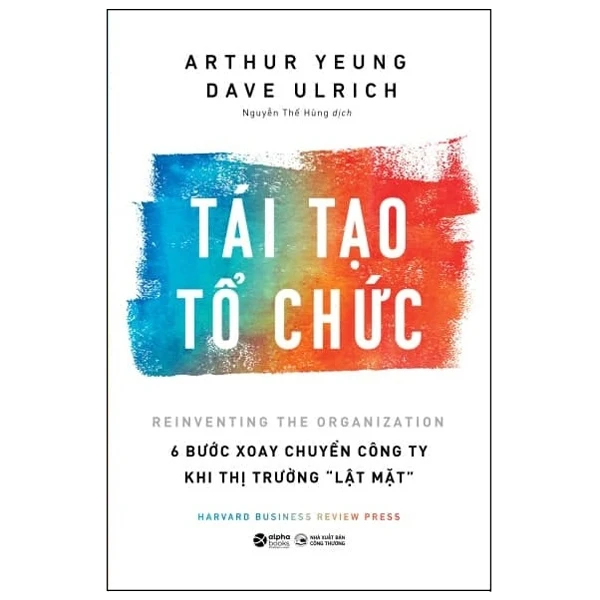 ARTHUR YEUNG
DAVE ULRICH
Nguyễn Thế Hùng dịch
TÁI TẠO
TỔ CHỨC
REINVENTING THE ORGANIZATION
6 BƯỚC XOAY CHUYỂN CÔNG TY
KHI THỊ TRƯỜNG “LẬT MẶT”
HARVARD BUSINESS REVIEW PRESS
alpha
books
NHÀ XUẤT BẢN
CÔNG THƯƠNG